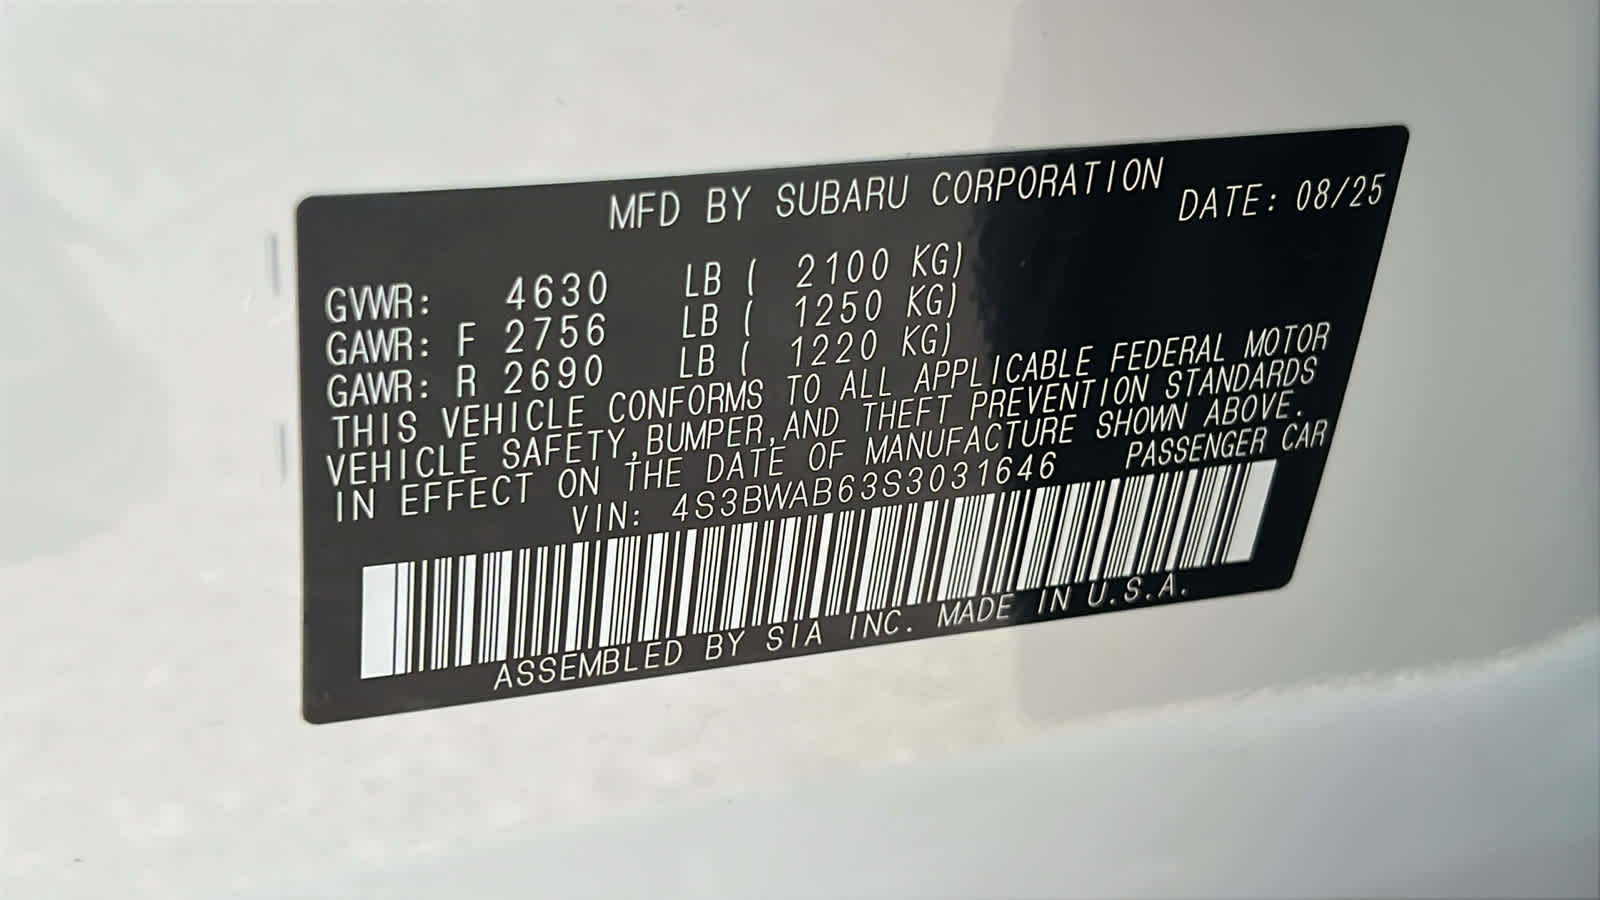 MFD BY SUBARU CORPORATION DATE: 08/25
GVWR: 4630 LB ( 2100 KG)
GAWR: F 2756 LB ( 1250 KG)
GAWR: R 2690 LB ( 1220 KG)
THIS VEHICLE CONFORMS TO ALL APPLICABLE FEDERAL MOTOR
VEHICLE SAFETY,BUMPER,AND THEFT PREVENTION STANDARDS
IN EFFECT ON THE DATE OF MANUFACTURE SHOWN ABOVE.
VIN: 4S3BWAB63S3031646 PASSENGER CAR
ASSEMBLED BY SIA INC. MADE IN U.S.A.